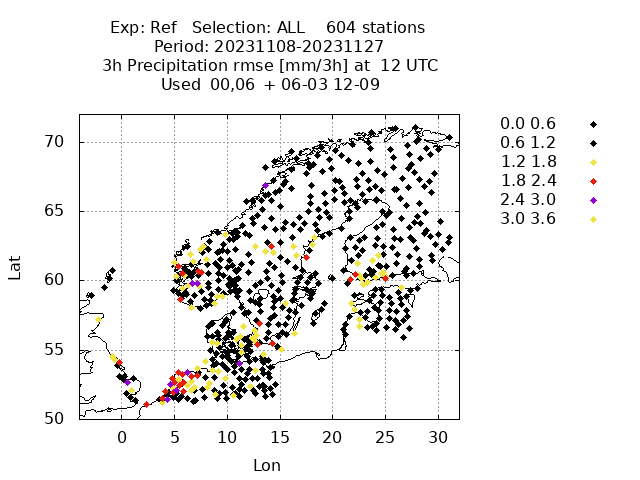 Exp: Ref Selection: ALL 604 stations
Period: 20231108-20231127
3h Precipitation rmse [mm/3h] at 12 UTC
Used 00,06 + 06-03 12-09
0.0 0.6
0.6 1.2
1.2 1.8
1.8 2.4
2.4 3.0
3.0 3.6
70
65
60
55
50
Lat
0 5 10 15 20 25 30
Lon